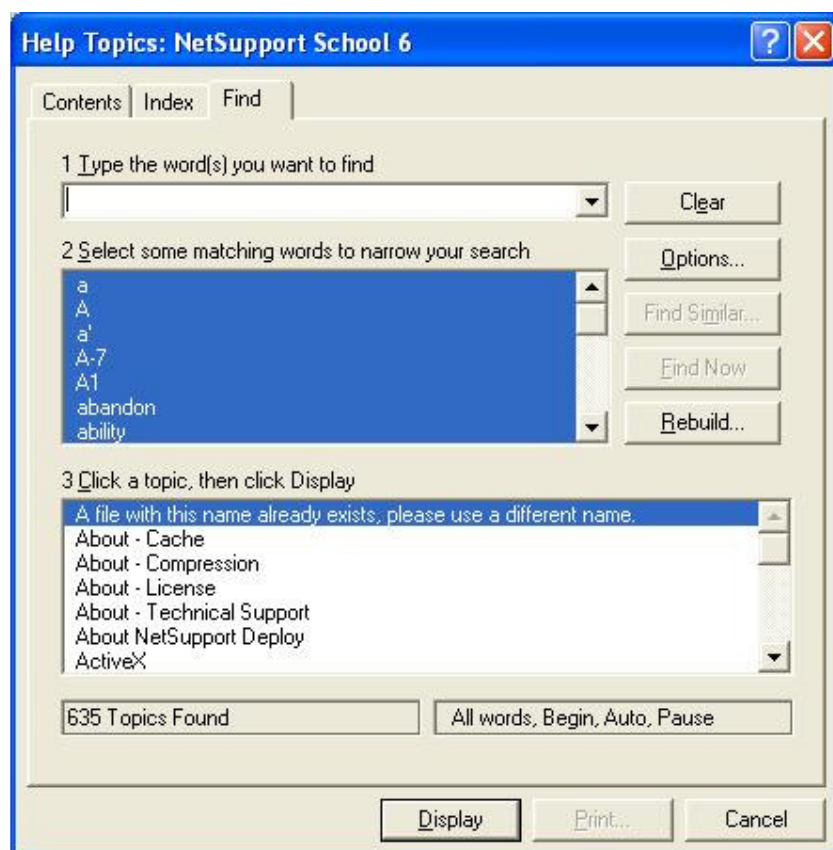 Help Topics: NetSupport School 6
Contents Index Find
1 Type the word(s) you want to find
Clear
2 Select some matching words to narrow your search
Options...
a
A
a'
A-7
A1
abandon
ability
Find Similar...
Find Now
Rebuild...
3 Click a topic, then click Display
A file with this name already exists, please use a different name.
About - Cache
About - Compression
About - License
About - Technical Support
About NetSupport Deploy
ActiveX
635 Topics Found
All words, Begin, Auto, Pause
Display Print... Cancel